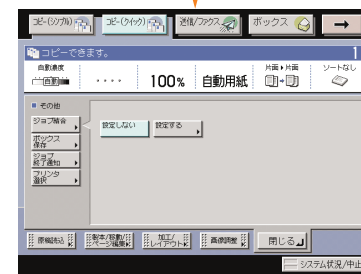 コピー(シンプル)
コピー(クイック)
送信/ファクス
ボックス
コピーできます。
1
自動濃度
自動
100%
自動用紙
片面▶片面
ソートなし
その他
ジョブ結合
ボックス
保存
ジョブ
終了通知
プリンタ
選択
設定しない
設定する
原稿読込
製本/移動/
ページ編集
加工/
レイアウト
画像調整
閉じる
システム状況/中止